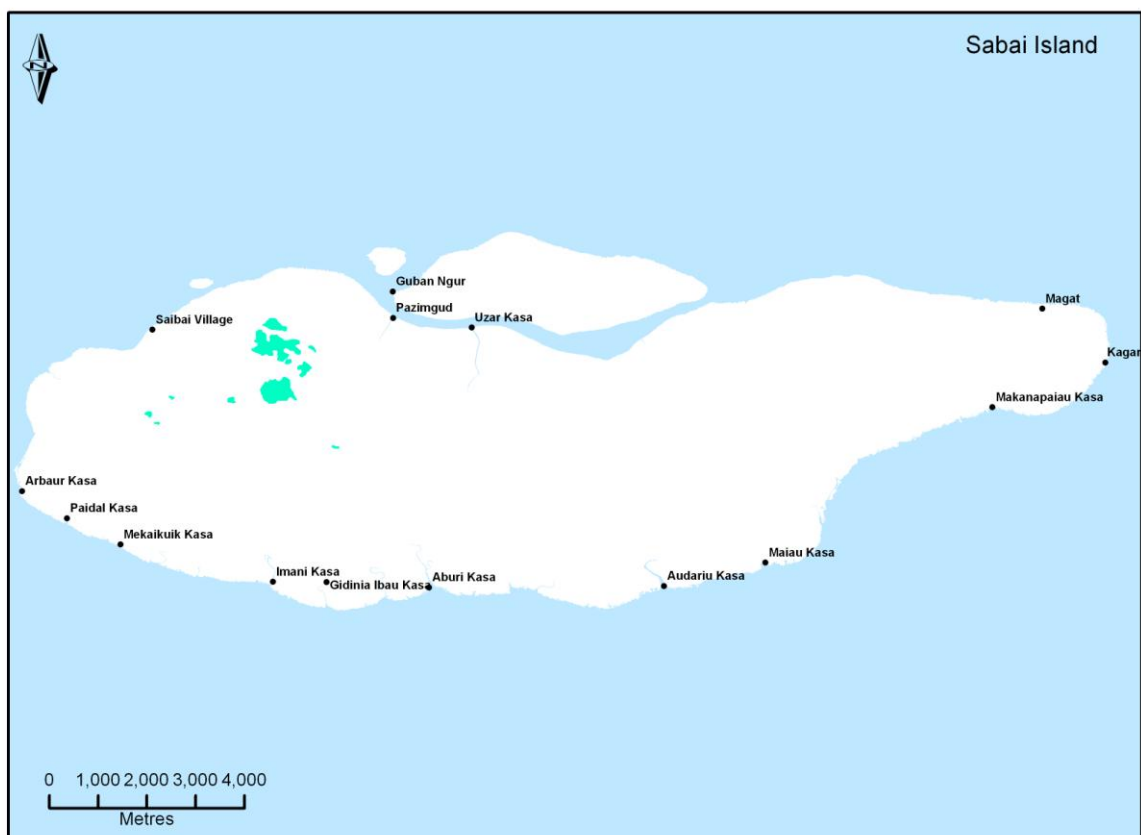 Sabai Island
N
Guban Ngur
Magat
Pazimgud
Uzar Kasa
Saibai Village
Kagar
Makanapaiau Kasa
Arbaur Kasa
Paidal Kasa
Mekaikuik Kasa
Maiau Kasa
Imani Kasa
Gidinia Ibau Kasa
Aburi Kasa
Audariu Kasa
0 1,000 2,000 3,000 4,000
Metres